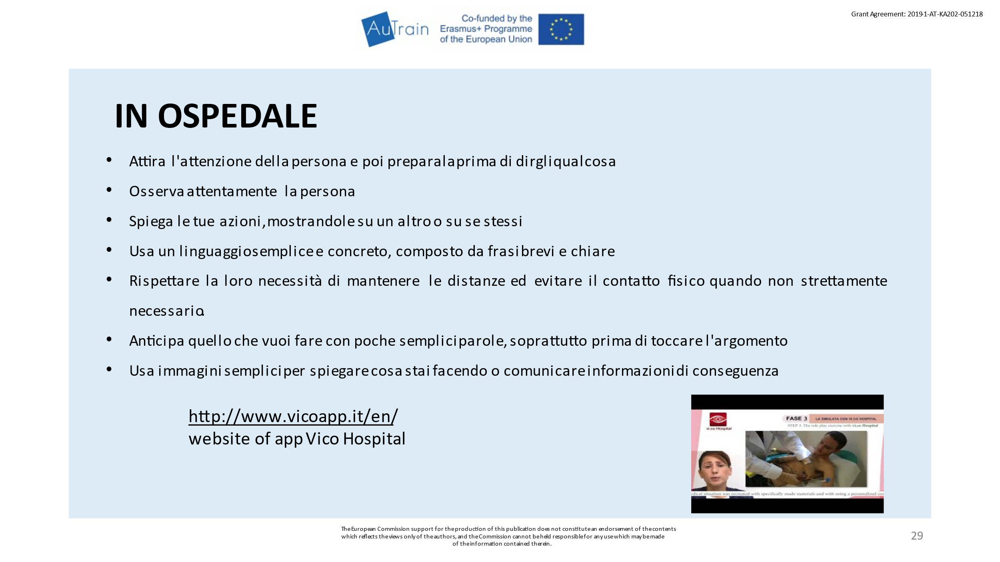 AuTrain
Co-funded by the
Erasmus+ Programme
of the European Union
Grant Agreement: 2019-1-AT-KA202-051218
IN OSPEDALE
• Attira l'attenzione della persona e poi preparala prima di dirgli qualcosa
• Osserva attentamente la persona
• Spiega le tue azioni, mostrandole su un altro o su se stessi
• Usa un linguaggio semplice e concreto, composto da frasi brevi e chiare
• Rispettare la loro necessità di mantenere le distanze ed evitare il contatto fisico quando non strettamente
necessario.
• Anticipa quello che vuoi fare con poche semplici parole, soprattutto prima di toccare l'argomento
• Usa immagini semplici per spiegare cosa stai facendo o comunicare informazioni di conseguenza
http://www.vicoapp.it/en/
website of app Vico Hospital
vi.co Hospital
FASE 3 LA SIMULATA CON VI.CO HOSPITAL
STEP 3. The role play exercise with vi.co Hospital
dical situation was recreated with specifically made materials and with using a personalized
The European Commission support for the production of this publication does not constitute an endorsement of the contents
which reflects the views only of the authors, and the Commission cannot be held responsible for any use which may be made
of the information contained therein.
29